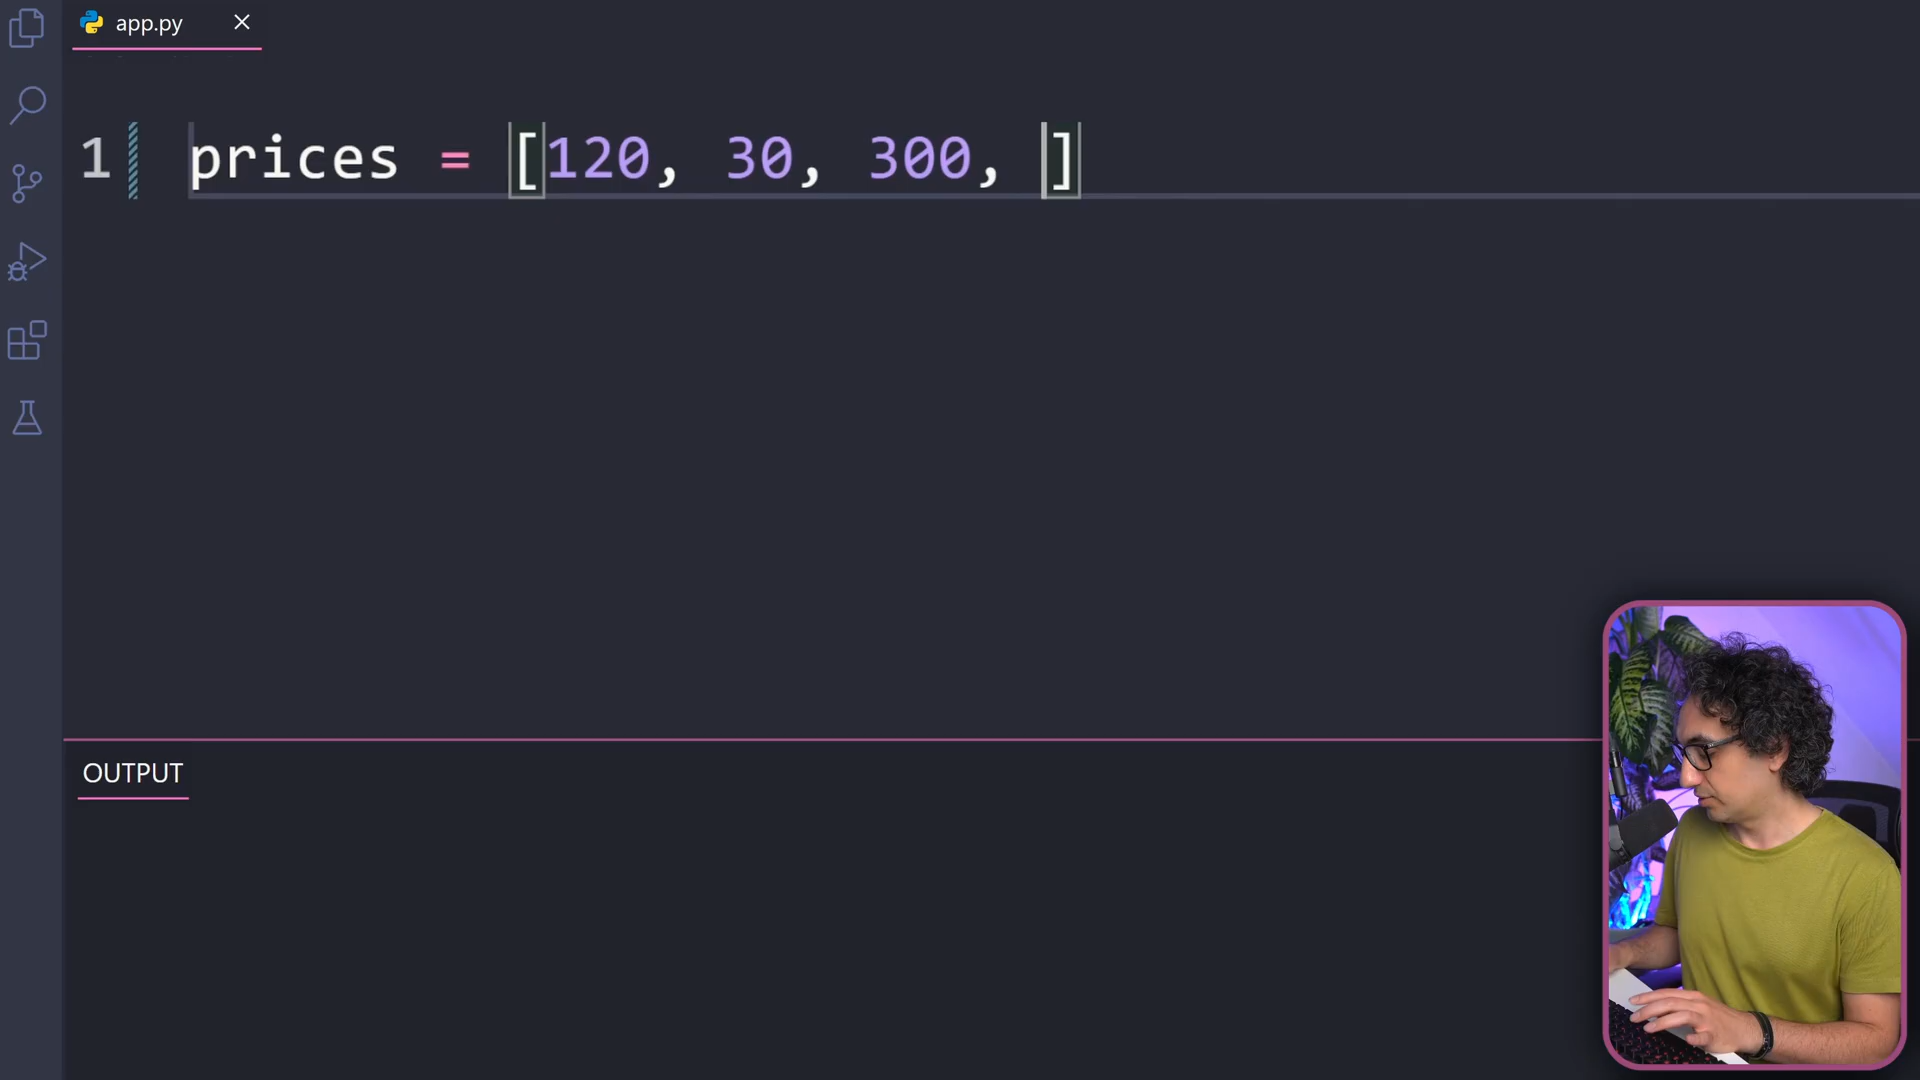 app.py
1 prices = [120, 30, 300, ]
OUTPUT